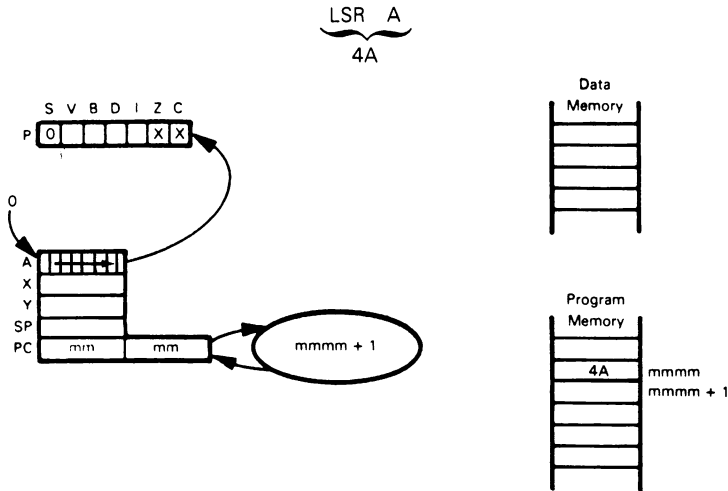 LSR A
4A
S V B D I Z C
P 0 X X
0
A
X
Y
SP
PC mm mm
mmmm + 1
Data
Memory
Program
Memory
4A mmmm
mmmm + 1